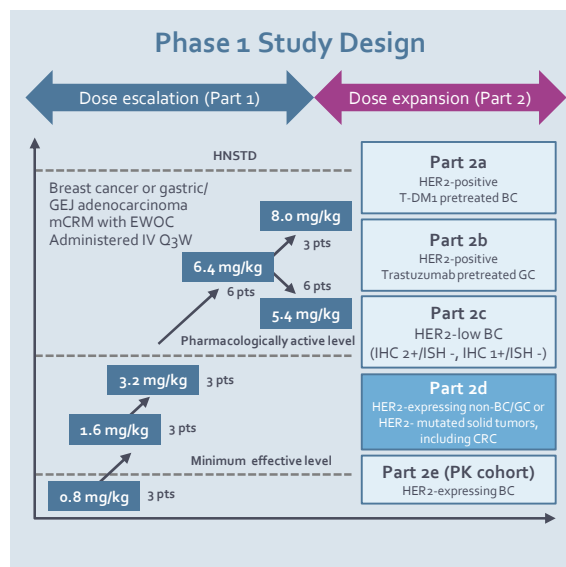 Phase 1 Study Design
Dose escalation (Part 1)
Dose expansion (Part 2)
HNSTD
Breast cancer or gastric/
GEJ adenocarcinoma
mCRM with EWOC
Administered IV Q3W
8.0 mg/kg
3 pts
6.4 mg/kg
6 pts
6 pts
5.4 mg/kg
Pharmacologically active level
3.2 mg/kg
3 pts
1.6 mg/kg
3 pts
Minimum effective level
0.8 mg/kg
3 pts
Part 2a
HER2-positive
T-DM1 pretreated BC
Part 2b
HER2-positive
Trastuzumab pretreated GC
Part 2c
HER2-low BC
(IHC 2+/ISH -, IHC 1+/ISH -)
Part 2d
HER2-expressing non-BC/GC or
HER2- mutated solid tumors,
including CRC
Part 2e (PK cohort)
HER2-expressing BC